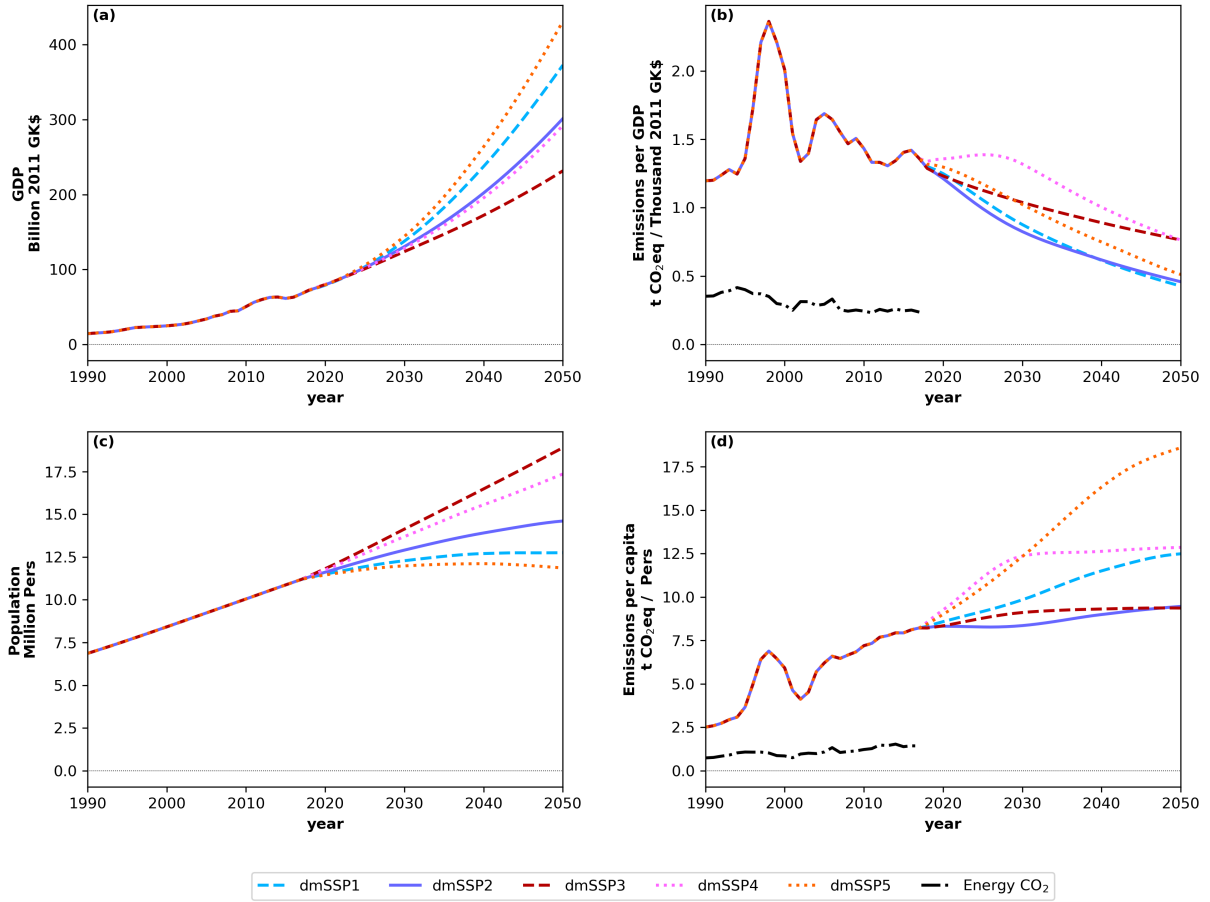 (a)
GDP
Billion 2011 GK$
400
300
200
100
0
1990 2000 2010 2020 2030 2040 2050
year
(b)
Emissions per GDP
t CO₂eq / Thousand 2011 GK$
2.0
1.5
1.0
0.5
0.0
1990 2000 2010 2020 2030 2040 2050
year
(c)
Population
Million Pers
17.5
15.0
12.5
10.0
7.5
5.0
2.5
0.0
1990 2000 2010 2020 2030 2040 2050
year
(d)
Emissions per capita
t CO₂eq / Pers
17.5
15.0
12.5
10.0
7.5
5.0
2.5
0.0
1990 2000 2010 2020 2030 2040 2050
year
dmSSP1 dmSSP2 dmSSP3 dmSSP4 dmSSP5 Energy CO₂